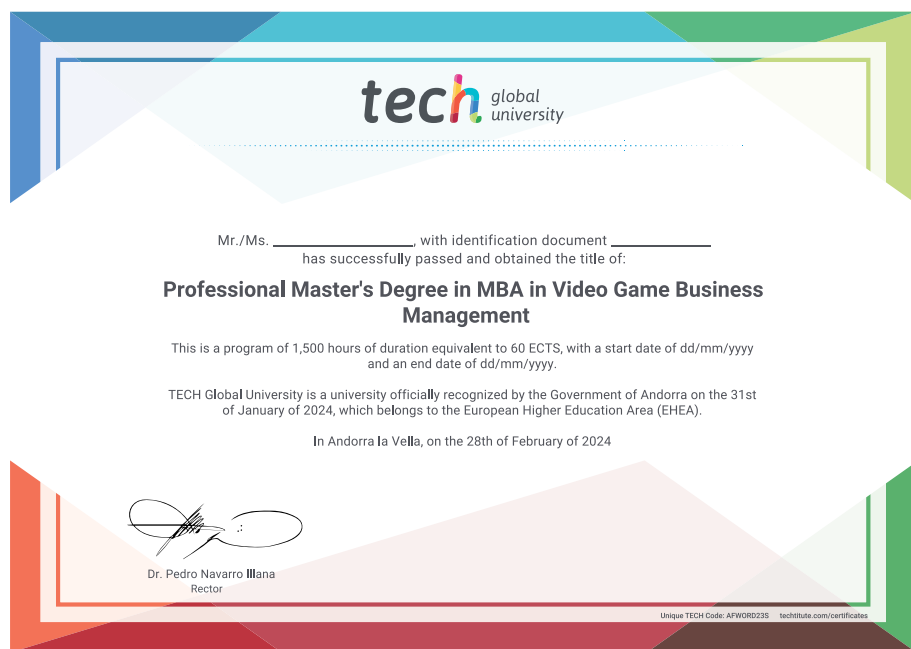 tech global university
Mr./Ms. ____________, with identification document ____________
has successfully passed and obtained the title of:
Professional Master's Degree in MBA in Video Game Business
Management
This is a program of 1,500 hours of duration equivalent to 60 ECTS, with a start date of dd/mm/yyyy
and an end date of dd/mm/yyyy.
TECH Global University is a university officially recognized by the Government of Andorra on the 31st
of January of 2024, which belongs to the European Higher Education Area (EHEA).
In Andorra la Vella, on the 28th of February of 2024
Dr. Pedro Navarro Illana
Rector
Unique TECH Code: AFWORD23S techtitute.com/certificates